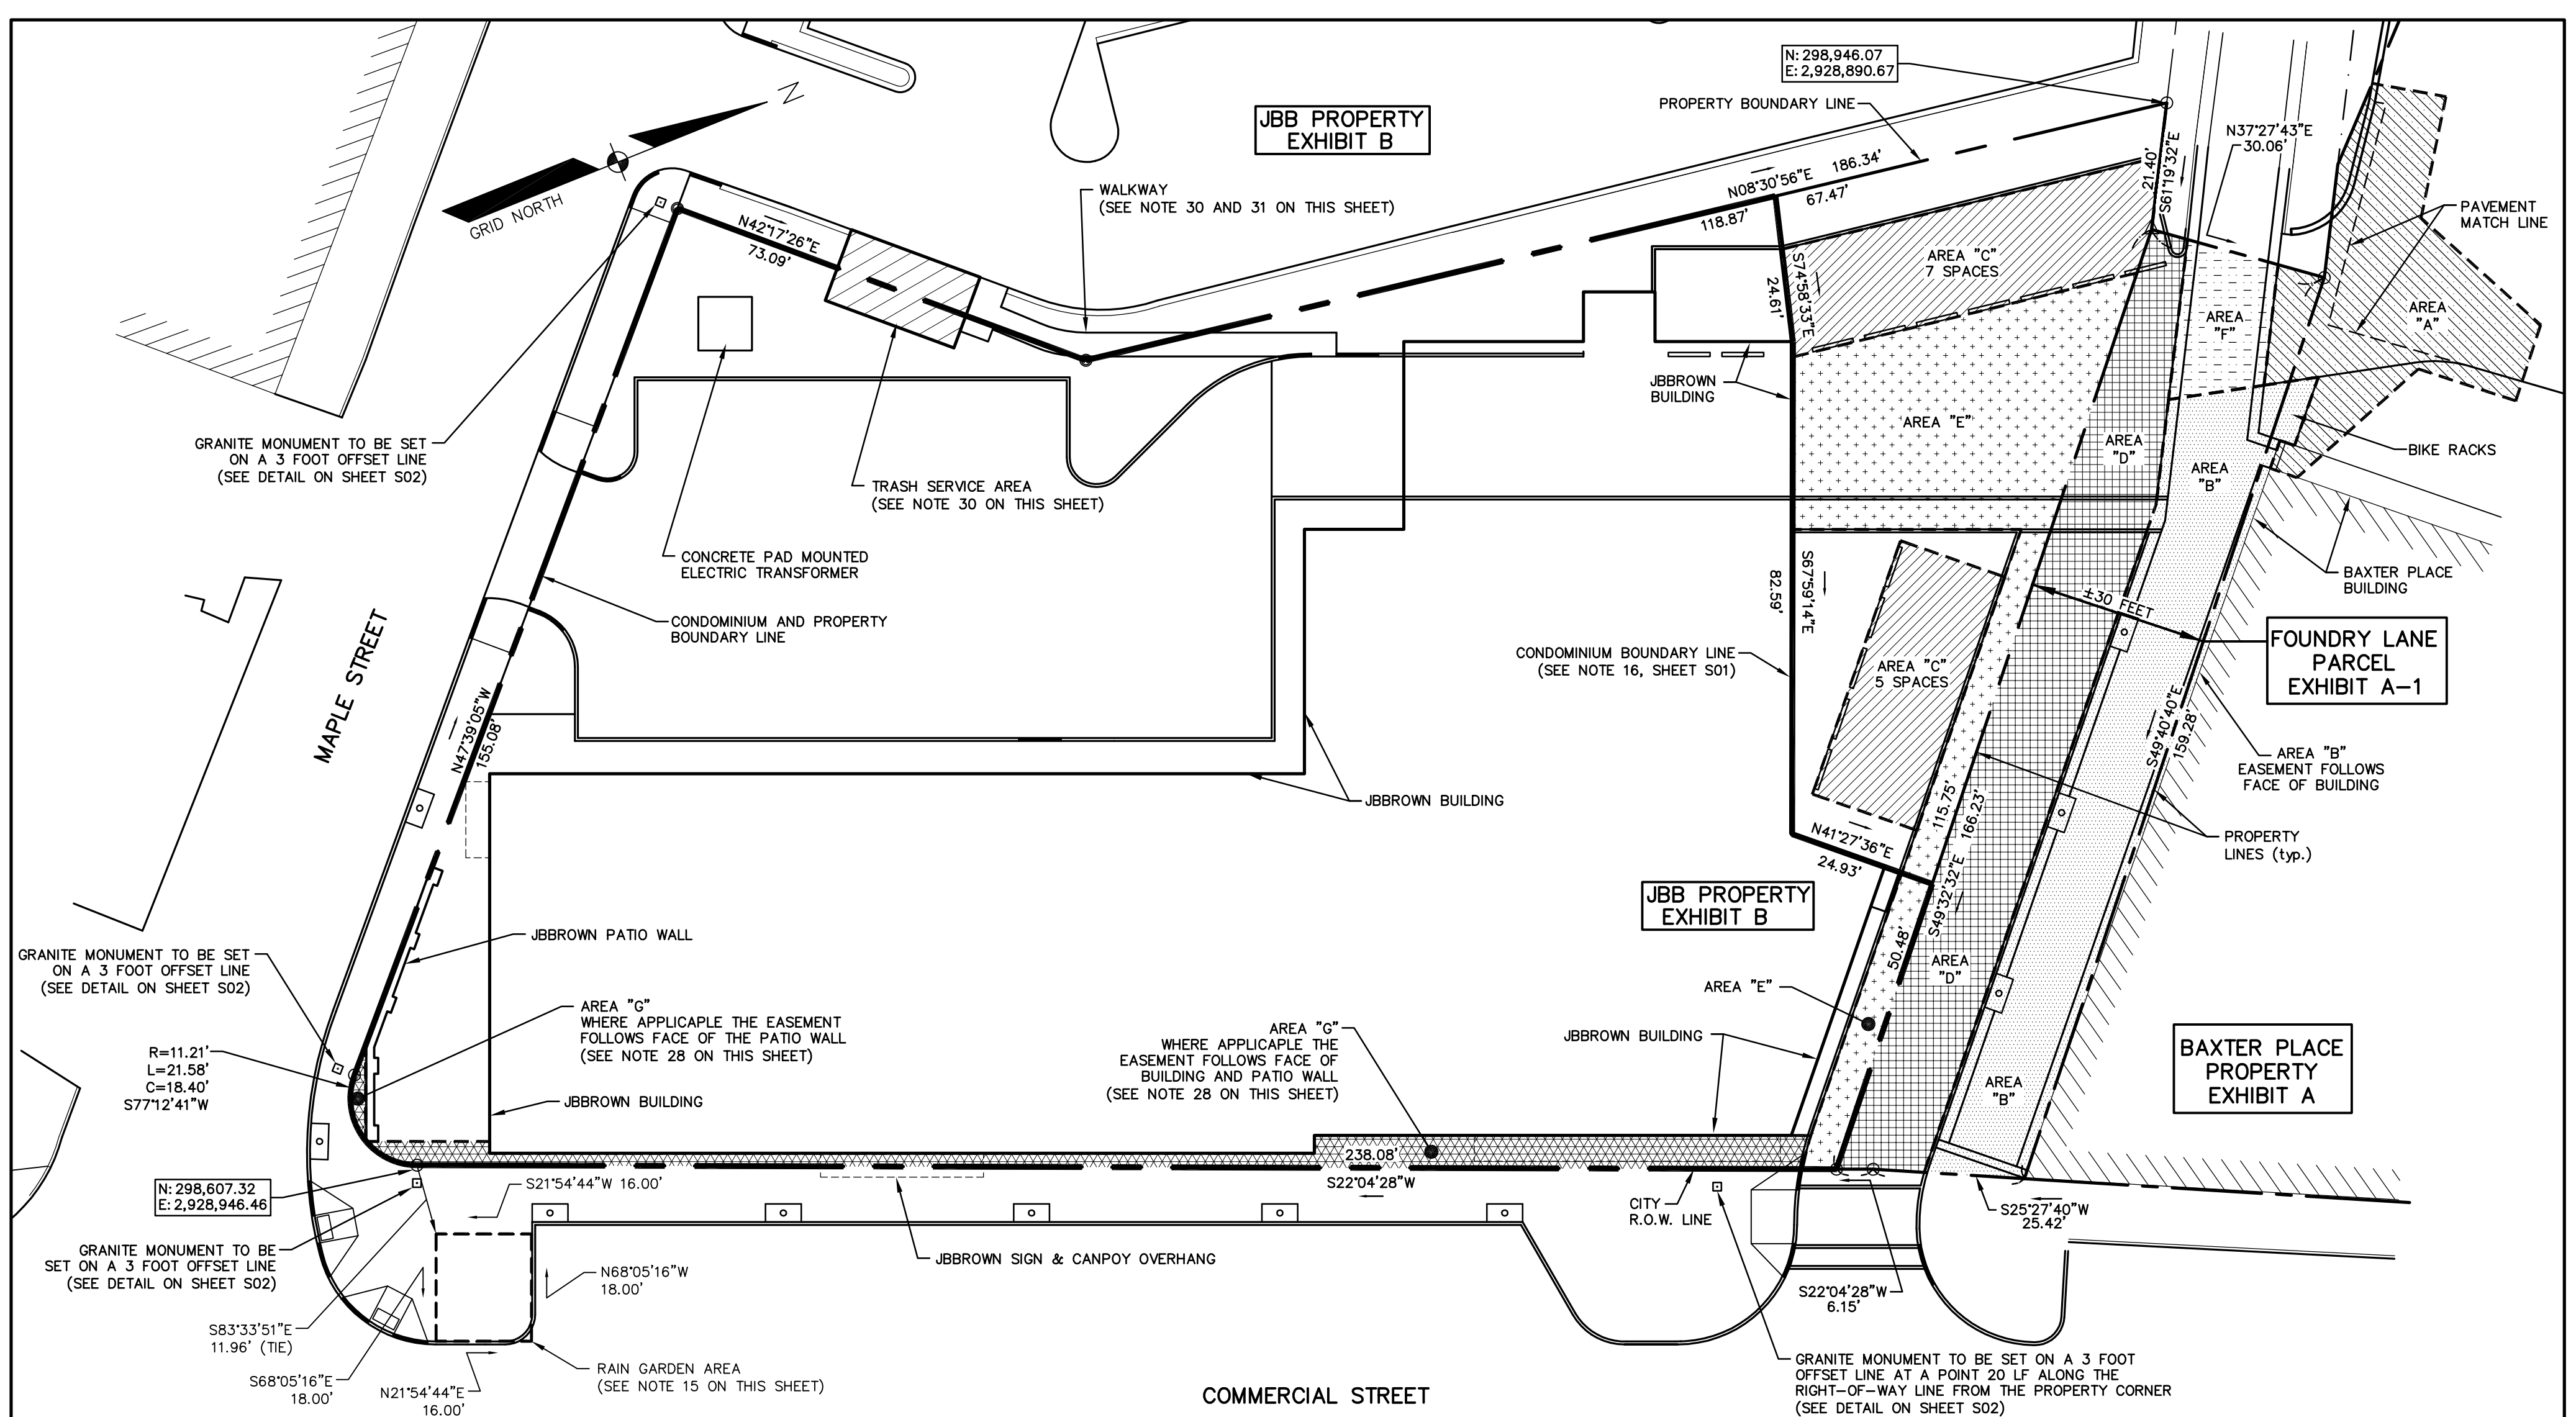 N: 298,946.07
E: 2,928,890.67
PROPERTY BOUNDARY LINE
JBB PROPERTY
EXHIBIT B
N
GRID NORTH
WALKWAY
(SEE NOTE 30 AND 31 ON THIS SHEET)
N42°17'26"E
73.09'
N08°30'56"E 186.34'
118.87'
67.47'
21.40'
S61°19'32"E
N37°27'43"E
30.06'
PAVEMENT
MATCH LINE
AREA "C"
7 SPACES
S74°58'33"E
24.61'
AREA
"F"
AREA
"A"
JBBROWN
BUILDING
AREA "E"
AREA
"D"
AREA
"B"
BIKE RACKS
GRANITE MONUMENT TO BE SET
ON A 3 FOOT OFFSET LINE
(SEE DETAIL ON SHEET S02)
TRASH SERVICE AREA
(SEE NOTE 30 ON THIS SHEET)
CONCRETE PAD MOUNTED
ELECTRIC TRANSFORMER
CONDOMINIUM AND PROPERTY
BOUNDARY LINE
MAPLE STREET
N47°39'05"W
155.08'
S67°59'14"E
82.59'
CONDOMINIUM BOUNDARY LINE
(SEE NOTE 16, SHEET S01)
AREA "C"
5 SPACES
±30 FEET
BAXTER PLACE
BUILDING
FOUNDRY LANE
PARCEL
EXHIBIT A-1
S49°40'40"E
159.28'
AREA "B"
EASEMENT FOLLOWS
FACE OF BUILDING
JBBROWN BUILDING
115.75'
166.23'
N41°27'36"E
24.93'
PROPERTY
LINES (typ.)
S49°32'32"E
50.48'
JBB PROPERTY
EXHIBIT B
JBBROWN PATIO WALL
GRANITE MONUMENT TO BE SET
ON A 3 FOOT OFFSET LINE
(SEE DETAIL ON SHEET S02)
AREA
"D"
AREA "E"
AREA "G"
WHERE APPLICAPLE THE EASEMENT
FOLLOWS FACE OF THE PATIO WALL
(SEE NOTE 28 ON THIS SHEET)
AREA "G"
WHERE APPLICAPLE THE
EASEMENT FOLLOWS FACE OF
BUILDING AND PATIO WALL
(SEE NOTE 28 ON THIS SHEET)
JBBROWN BUILDING
R=11.21'
L=21.58'
C=18.40'
S77°12'41"W
JBBROWN BUILDING
AREA
"B"
BAXTER PLACE
PROPERTY
EXHIBIT A
238.08'
S22°04'28"W
N: 298,607.32
E: 2,928,946.46
S21°54'44"W 16.00'
CITY
R.O.W. LINE
S25°27'40"W
25.42'
GRANITE MONUMENT TO BE
SET ON A 3 FOOT OFFSET LINE
(SEE DETAIL ON SHEET S02)
JBBROWN SIGN & CANPOY OVERHANG
N68°05'16"W
18.00'
S22°04'28"W
6.15'
S83°33'51"E
11.96' (TIE)
S68°05'16"E
18.00'
N21°54'44"E
16.00'
RAIN GARDEN AREA
(SEE NOTE 15 ON THIS SHEET)
COMMERCIAL STREET
GRANITE MONUMENT TO BE SET ON A 3 FOOT
OFFSET LINE AT A POINT 20 LF ALONG THE
RIGHT-OF-WAY LINE FROM THE PROPERTY CORNER
(SEE DETAIL ON SHEET S02)